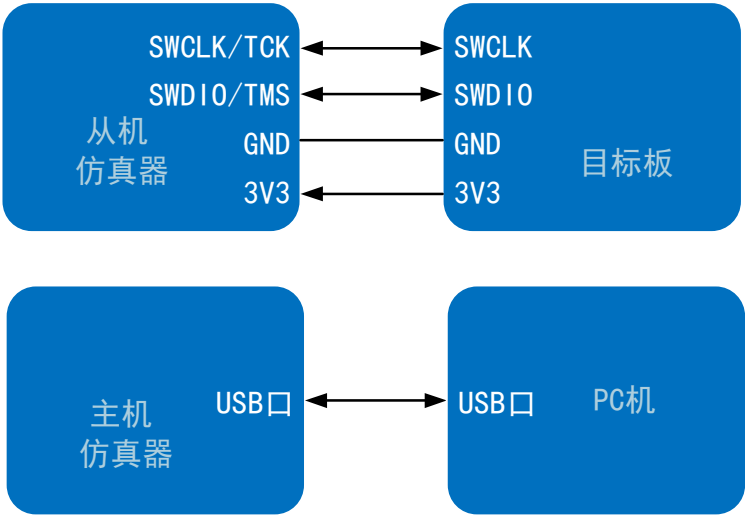 SWCLK/TCK
SWCLK
SWDIO/TMS
SWDIO
GND
GND
3V3
3V3
从机
仿真器
目标板
USB口
USB口
PC机
主机
仿真器